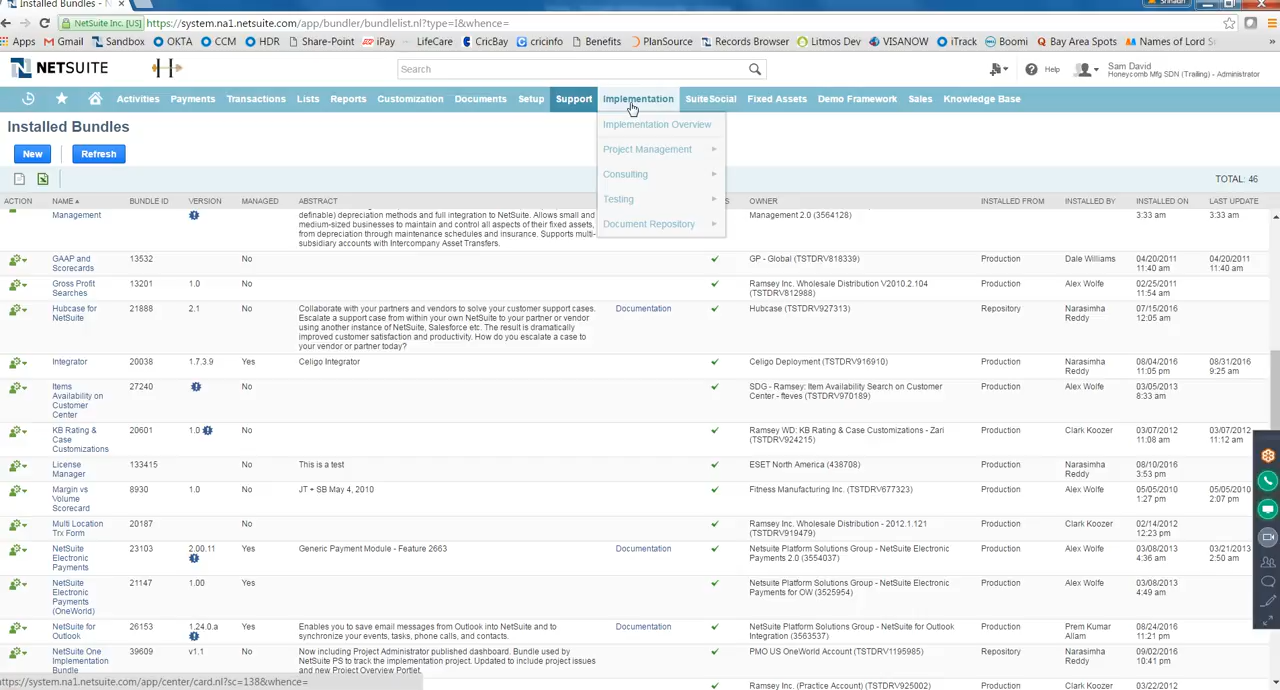 Installed Bundles - Net
NetSuite Inc. [US] https://system.na1.netsuite.com/app/bundler/bundlelist.nl?type=I&whence=
Apps Gmail Sandbox OKTA CCM HDR Share-Point iPay LifeCare CricBay cricinfo Benefits PlanSource Records Browser Litmos Dev VISANOW iTrack Boomi Bay Area Spots Names of Lord
NETSUITE Search Help Sam David
Honeycomb Mfg SDN (Trailing) - Administrator
Activities Payments Transactions Lists Reports Customization Documents Setup Support Implementation SuiteSocial Fixed Assets Demo Framework Sales Knowledge Base
Installed Bundles
Implementation Overview
New Refresh
Project Management
Consulting
Testing
Document Repository
TOTAL: 46
ACTION NAME BUNDLE ID VERSION MANAGED ABSTRACT S OWNER INSTALLED FROM INSTALLED BY INSTALLED ON LAST UPDATE
Management definable) depreciation methods and full integration to NetSuite. Allows small and Management 2.0 (3564128) 3:33 am 3:33 am
medium-sized businesses to maintain and control all aspects of their fixed assets,
from depreciation through maintenance schedules and insurance. Supports multi-
subsidiary accounts with Intercompany Asset Transfers.
GAAP and 13532 No GP - Global (TSTDRV818339) Production Dale Williams 04/20/2011 04/20/2011
Scorecards 11:40 am 11:40 am
Gross Profit 13201 1.0 No Ramsey Inc. Wholesale Distribution V2010.2.104 Production Alex Wolfe 02/25/2011
Searches (TSTDRV812988) 11:54 am
Hubcase for 21888 2.1 No Collaborate with your partners and vendors to solve your customer support cases. Documentation Hubcase (TSTDRV927313) Repository Narasimha 07/15/2016
NetSuite Escalate a support case from within your own NetSuite to your partner or vendor Reddy 12:05 am
using another instance of NetSuite, Salesforce etc. The result is dramatically
improved customer satisfaction and productivity. How do you escalate a case to
your vendor or partner today?
Integrator 20038 1.7.3.9 Yes Celigo Integrator Celigo Deployment (TSTDRV916910) Production Narasimha 08/04/2016 08/31/2016
Reddy 11:05 pm 9:25 am
Items 27240 No SDG - Ramsey: Item Availability Search on Customer Production Alex Wolfe 03/05/2013
Availability on Center - fteves (TSTDRV970189) 8:33 am
Customer
Center
KB Rating & 20601 1.0 No Ramsey WD: KB Rating & Case Customizations - Zari Production Clark Koozer 03/07/2012 03/07/2012
Case (TSTDRV924215) 11:08 am 11:12 am
Customizations
License 133415 No This is a test ESET North America (438708) Production Narasimha 08/10/2016
Manager Reddy 3:53 pm
Margin vs 8930 1.0 No JT + SB May 4, 2010 Fitness Manufacturing Inc. (TSTDRV677323) Production Alex Wolfe 05/05/2010 05/05/2010
Volume 1:27 pm 2:07 pm
Scorecard
Multi Location 20187 No Ramsey Inc. Wholesale Distribution - 2012.1.121 Production Clark Koozer 02/14/2012
Trx Form (TSTDRV919479) 12:23 pm
NetSuite 23103 2.00.11 Yes Generic Payment Module - Feature 2663 Documentation Netsuite Platform Solutions Group - NetSuite Electronic Production Alex Wolfe 03/08/2013 03/21/2013
Electronic Payments 2.0 (3554037) 4:36 am 2:50 am
Payments
NetSuite 21147 1.00 Yes Netsuite Platform Solutions Group - NetSuite Electronic Production Alex Wolfe 03/08/2013
Electronic Payments for OW (3525954) 4:49 am
Payments
(OneWorld)
NetSuite for 26153 1.24.0.a Yes Enables you to save email messages from Outlook into NetSuite and to Documentation NetSuite Platform Solutions Group - NetSuite for Outlook Production Prem Kumar 08/24/2016
Outlook synchronize your events, tasks, phone calls, and contacts. Integration (3563537) Allam 11:21 pm
NetSuite One 39609 v1.1 No Now including Project Administrator published dashboard. Bundle used by PMO US OneWorld Account (TSTDRV1195985) Repository Narasimha 09/02/2016
Implementation NetSuite PS to track the implementation project. Updated to include project issues Reddy 10:41 pm
Bundle and new Project Overview Portlet.
https://system.na1.netsuite.com/app/center/card.nl?sc=138&whence= Ramsey Inc. (Practice Account) (TSTDRV925002) Production Clark Koozer 03/22/2012